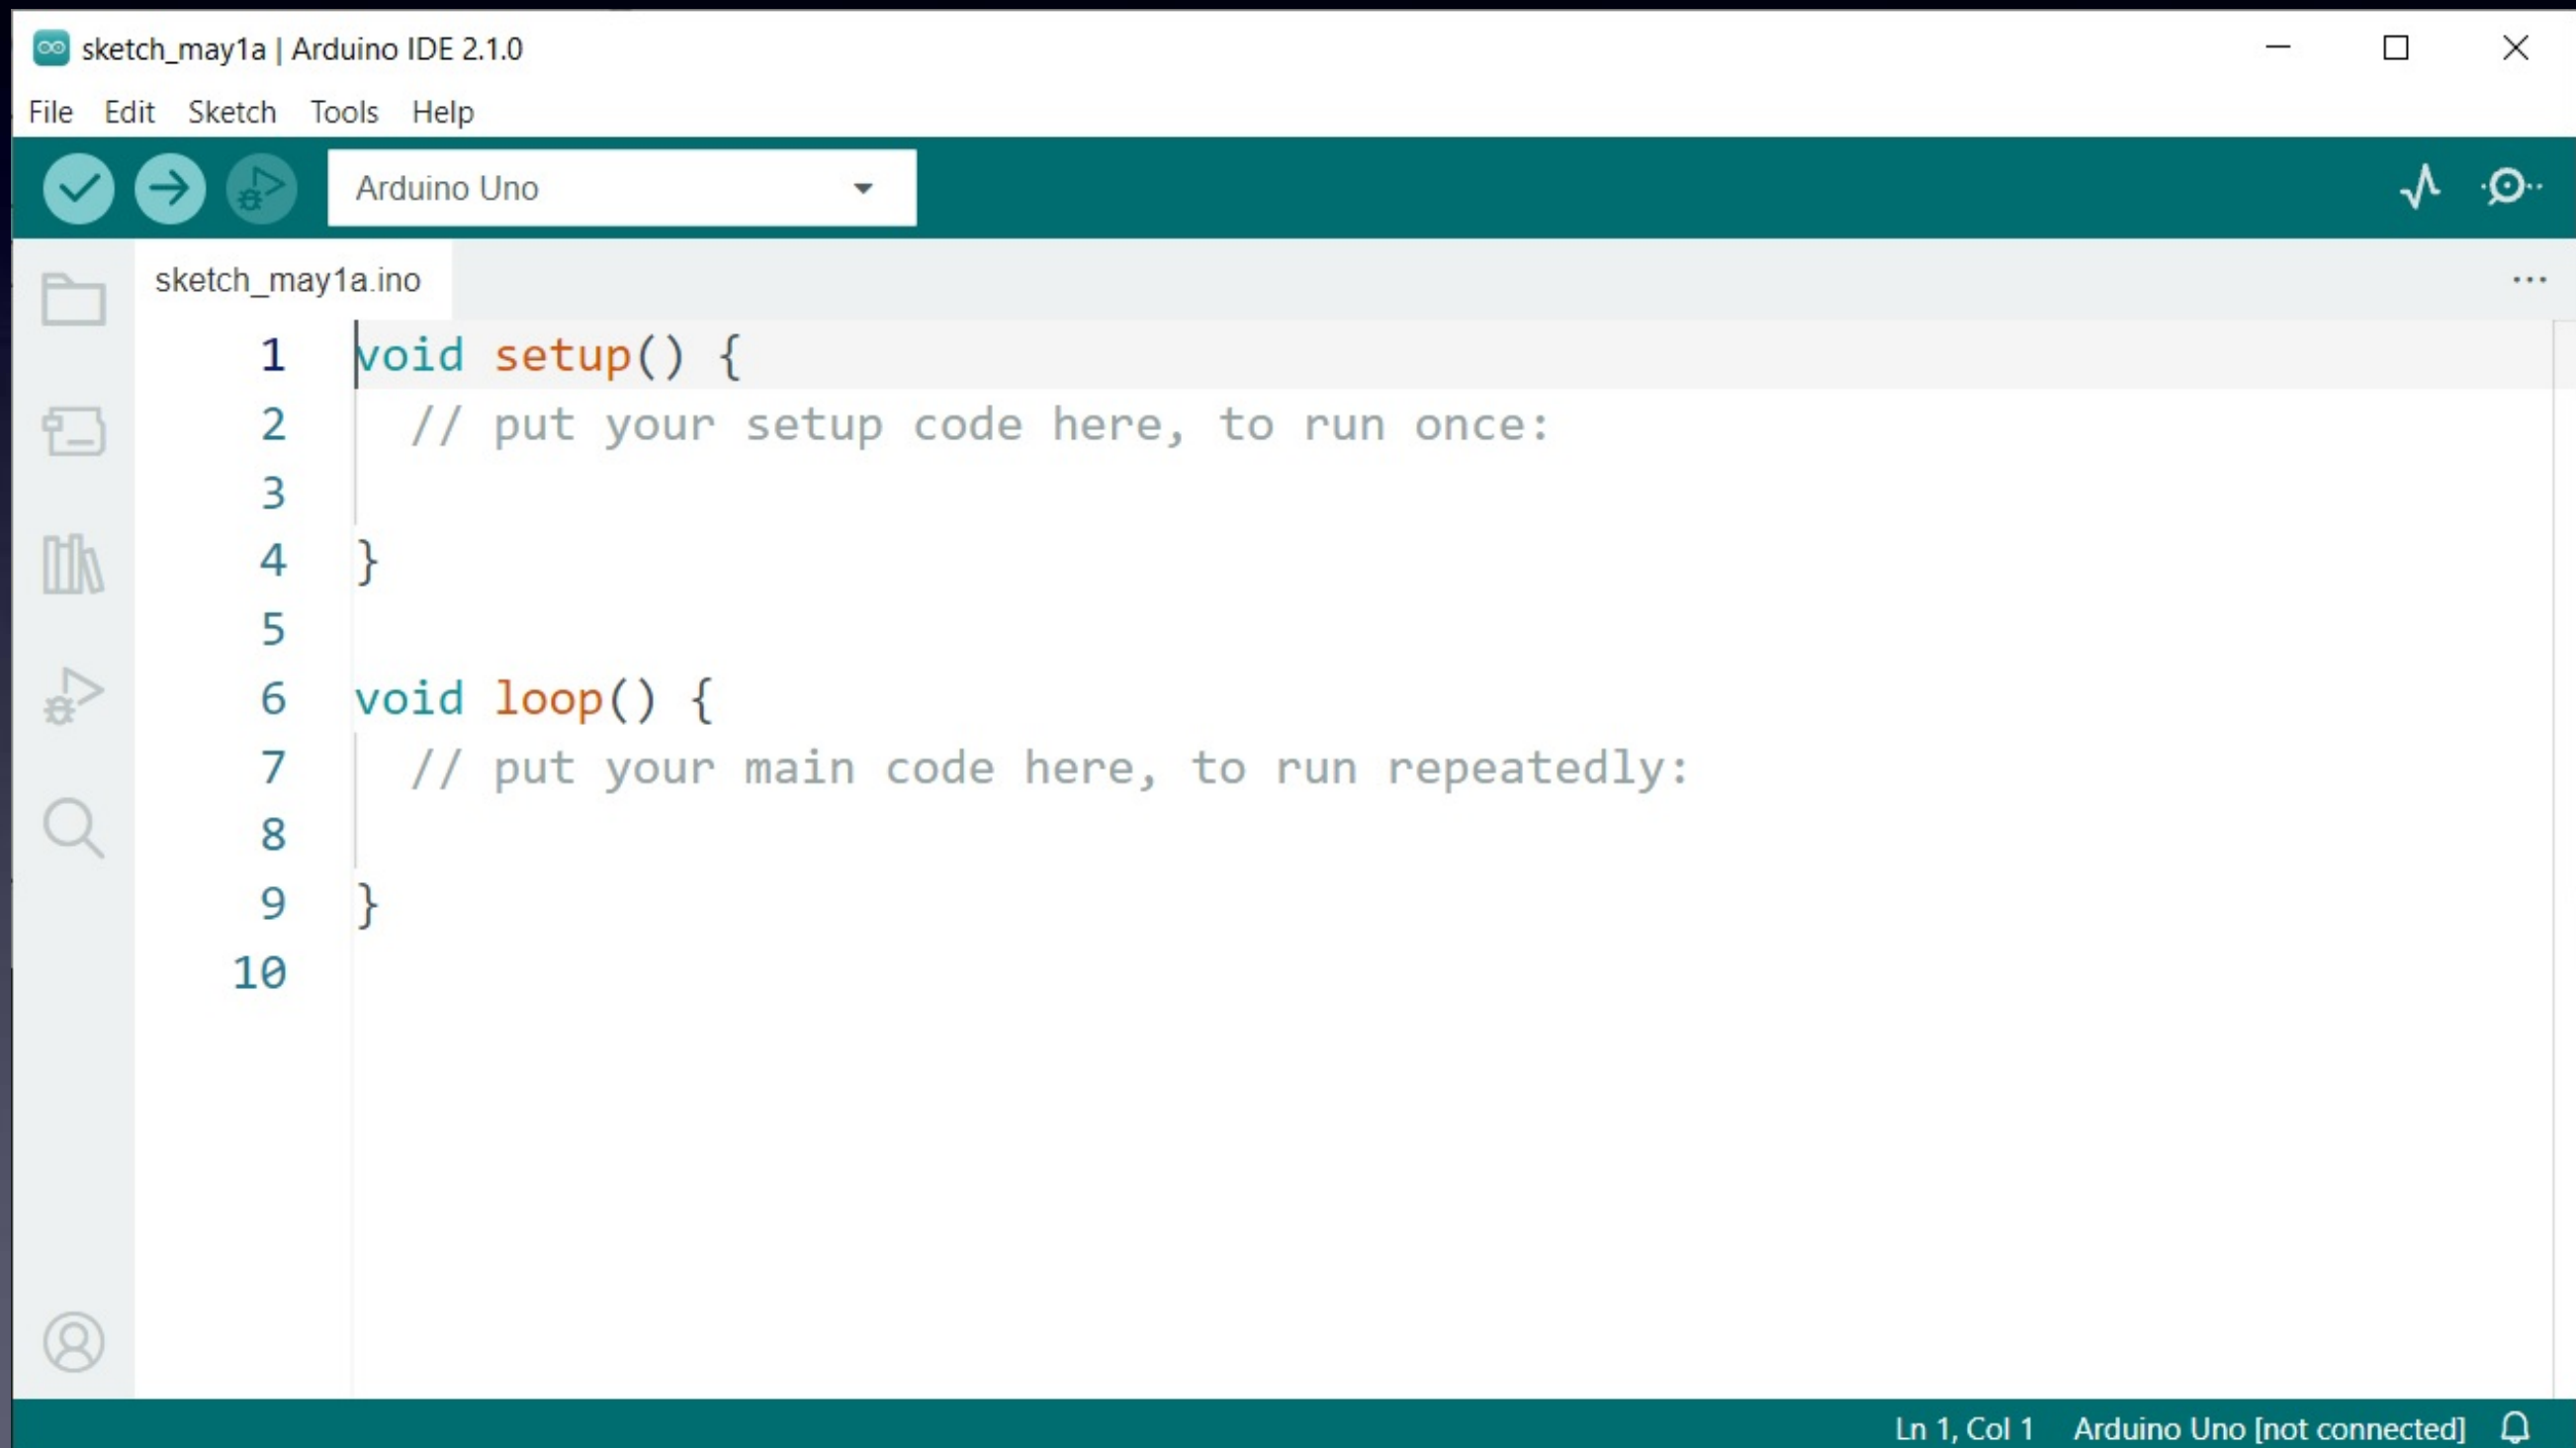 sketch_may1a | Arduino IDE 2.1.0
File Edit Sketch Tools Help
Arduino Uno
sketch_may1a.ino
1 void setup() {
2 // put your setup code here, to run once:
3
4 }
5
6 void loop() {
7 // put your main code here, to run repeatedly:
8
9 }
10
Ln 1, Col 1 Arduino Uno [not connected]